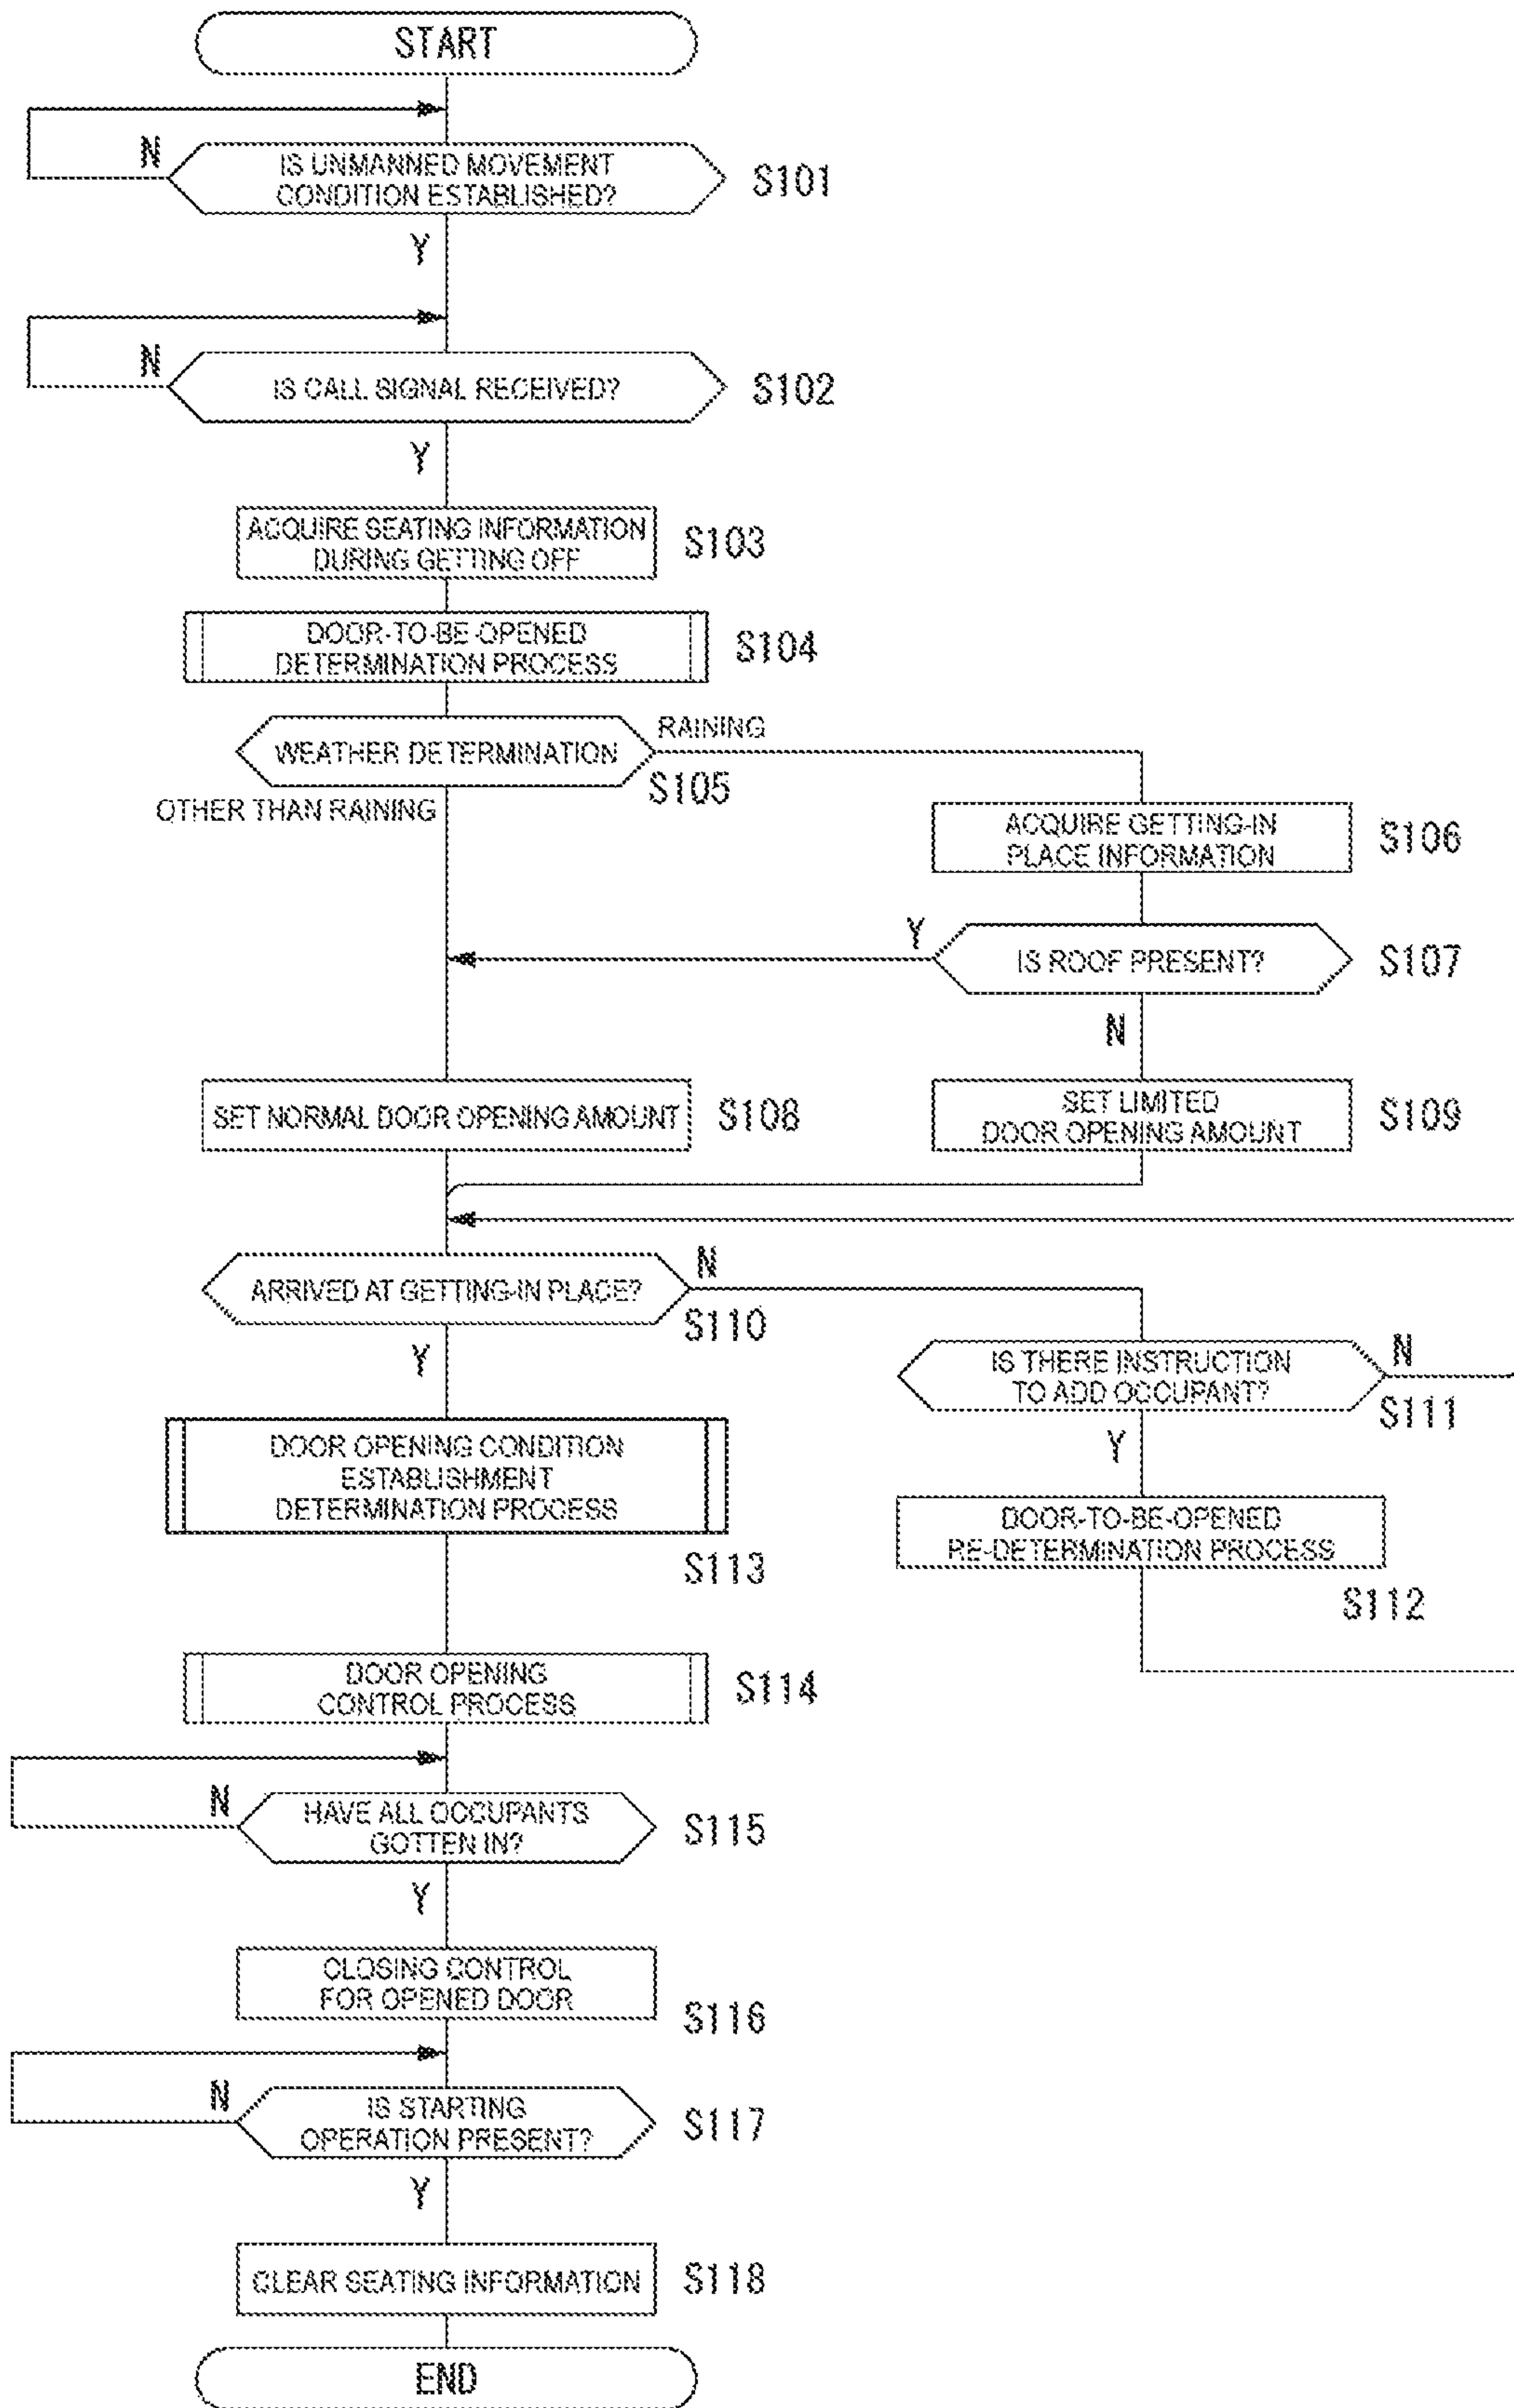 START
N
IS UNMANNED MOVEMENT
CONDITION ESTABLISHED?
S101
Y
N
IS CALL SIGNAL RECEIVED?
S102
Y
ACQUIRE SEATING INFORMATION
DURING GETTING OFF
S103
DOOR-TO-BE-OPENED
DETERMINATION PROCESS
S104
WEATHER DETERMINATION
RAINING
S105
OTHER THAN RAINING
ACQUIRE GETTING-IN
PLACE INFORMATION
S106
Y
IS ROOF PRESENT?
S107
N
SET NORMAL DOOR OPENING AMOUNT
S108
SET LIMITED
DOOR OPENING AMOUNT
S109
ARRIVED AT GETTING-IN PLACE?
N
S110
Y
IS THERE INSTRUCTION
TO ADD OCCUPANT?
N
S111
Y
DOOR OPENING CONDITION
ESTABLISHMENT
DETERMINATION PROCESS
S113
DOOR-TO-BE-OPENED
RE-DETERMINATION PROCESS
S112
DOOR OPENING
CONTROL PROCESS
S114
N
HAVE ALL OCCUPANTS
GOTTEN IN?
S115
Y
CLOSING CONTROL
FOR OPENED DOOR
S116
N
IS STARTING
OPERATION PRESENT?
S117
Y
CLEAR SEATING INFORMATION
S118
END